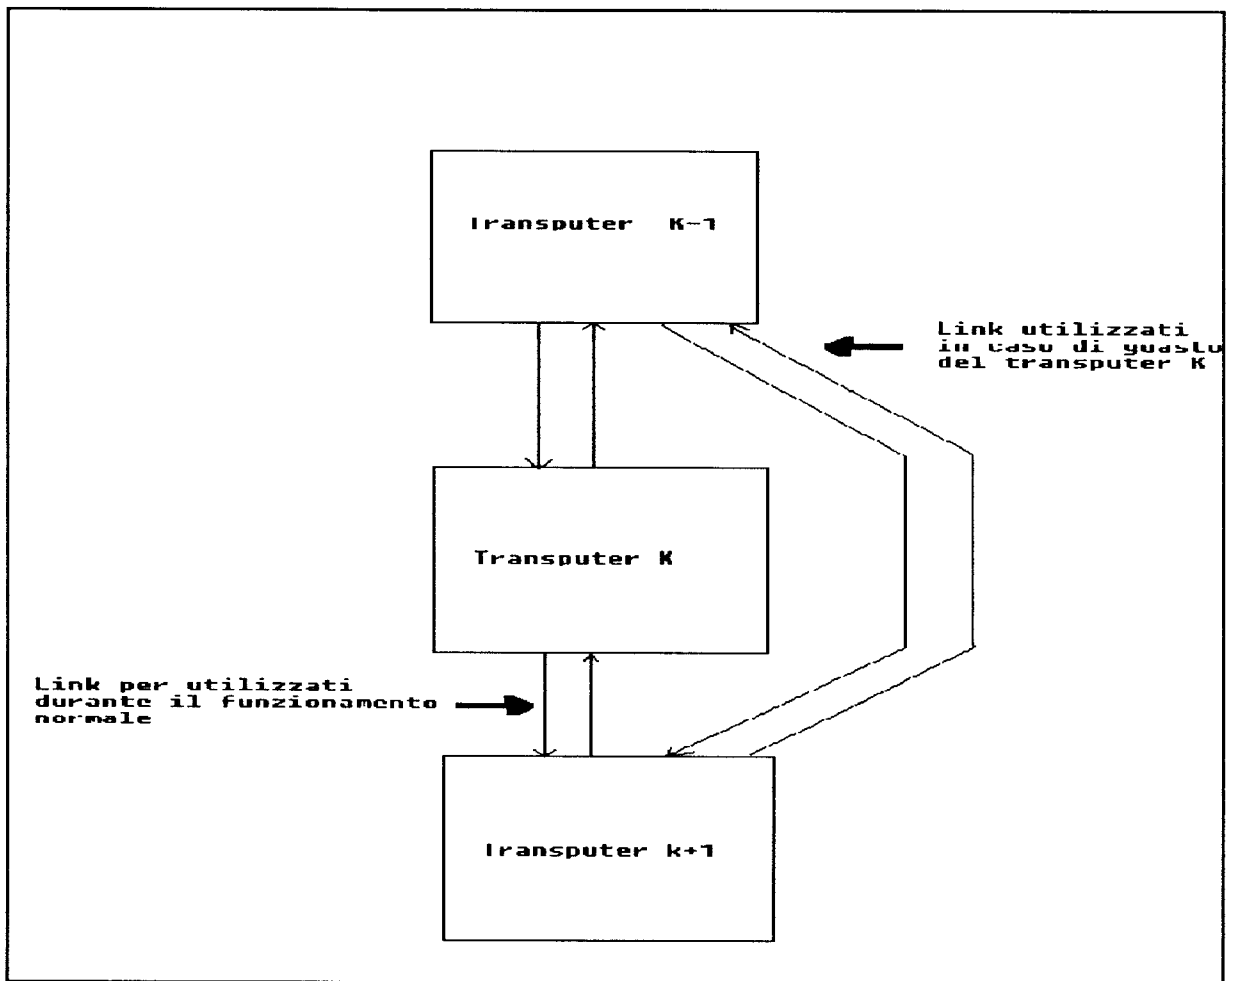 Transputer K-1
Link utilizzati
in caso di guasto
del transputer K
Transputer K
Link per utilizzati
durante il funzionamento
normale
Transputer k+1